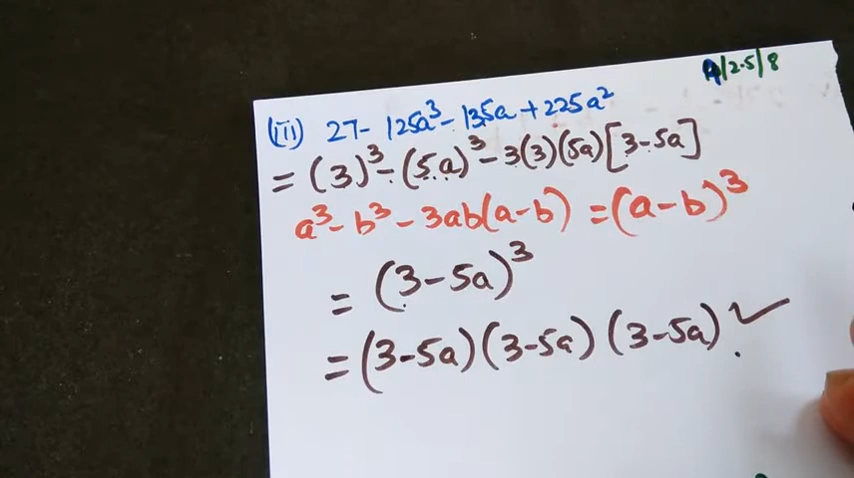 A/2.5/8
(iii) 27 - 125a³ - 135a + 225a²
= (3)³ - (5a)³ - 3(3)(5a)[3-5a]
a³ - b³ - 3ab(a-b) = (a-b)³
= (3-5a)³
= (3-5a)(3-5a)(3-5a) ✓